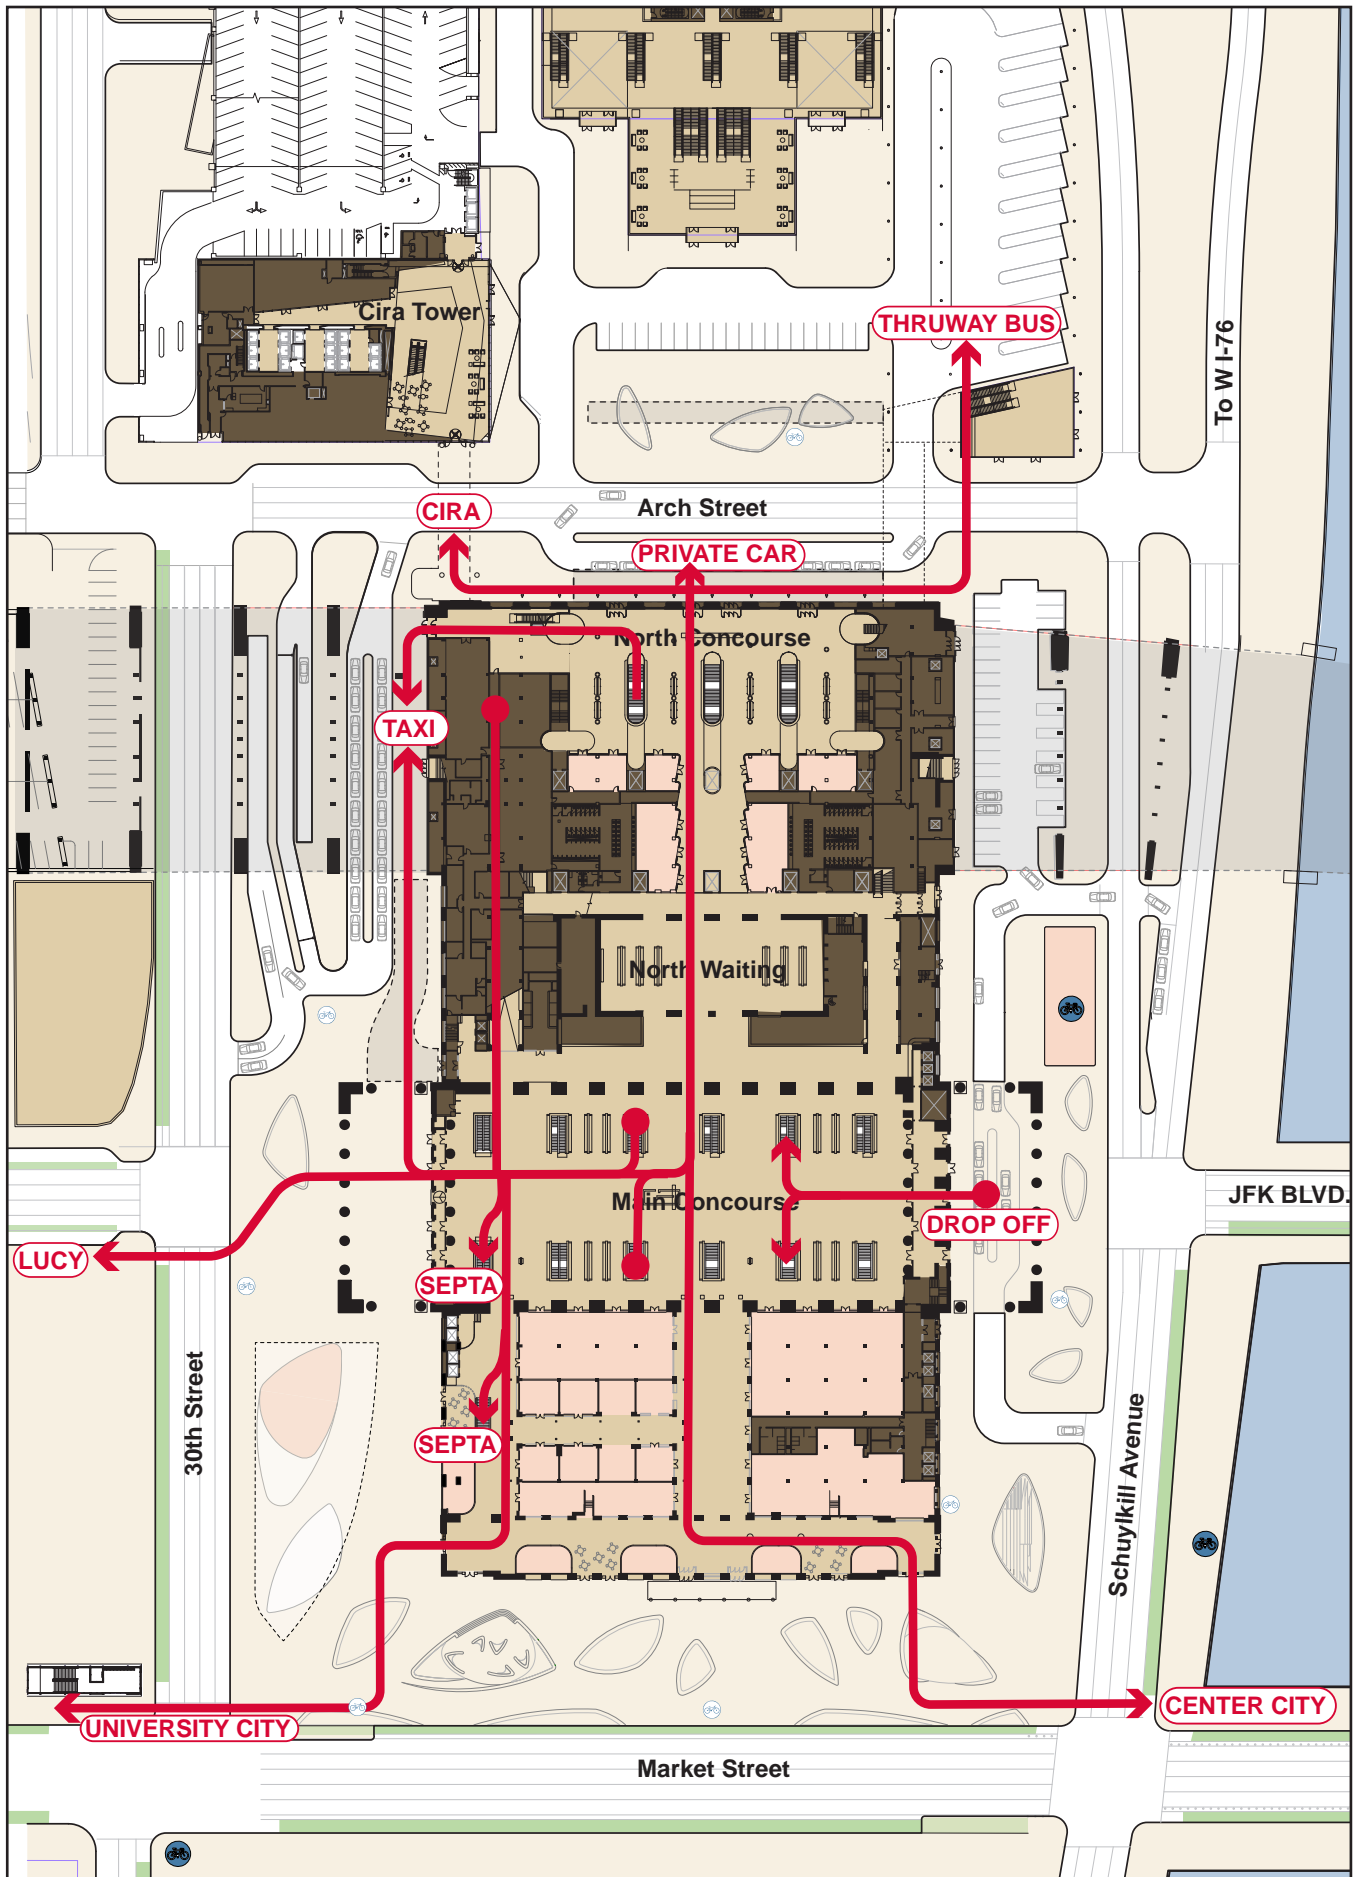 Cira Tower
THRUWAY BUS
To W I-76
CIRA
Arch Street
PRIVATE CAR
North Concourse
TAXI
North Waiting
Main Concourse
JFK BLVD.
DROP OFF
LUCY
SEPTA
30th Street
SEPTA
Schuylkill Avenue
UNIVERSITY CITY
CENTER CITY
Market Street